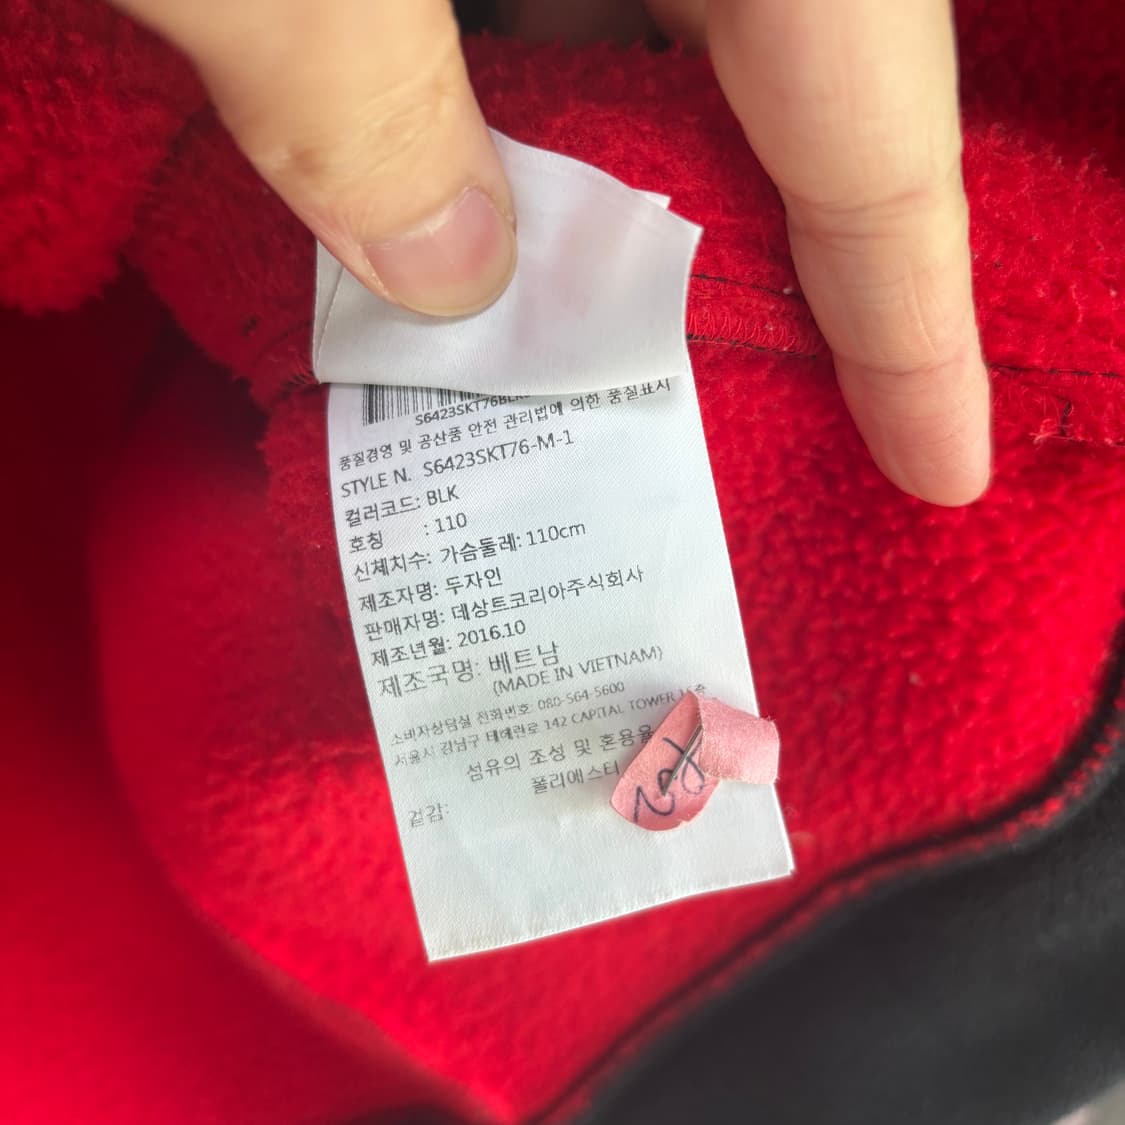 S6423SKT76BLK
품질경영 및 공산품 안전 관리법에 의한 품질표시
STYLE N. S6423SKT76-M-1
컬러코드: BLK
호칭 : 110
신체치수: 가슴둘레: 110cm
제조자명: 두자인
판매자명: 데상트코리아주식회사
제조년월: 2016.10
제조국명: 베트남
(MADE IN VIETNAM)
소비자상담실 전화번호: 080-564-5600
서울시 강남구 테헤란로 142 CAPITAL TOWER
섬유의 조성 및 혼용율
폴리에스터
겉감: